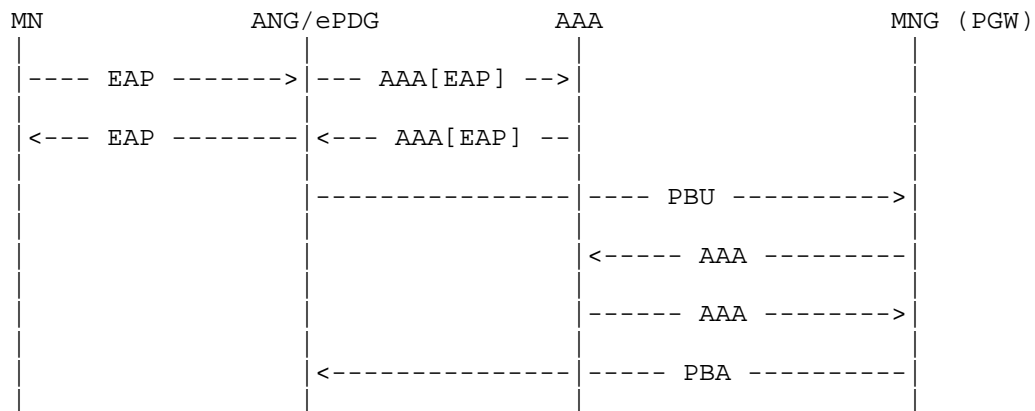 MN ANG/ePDG AAA MNG (PGW)
|---- EAP ------->|--- AAA[EAP] -->|
|<--- EAP --------|<--- AAA[EAP] --|
|----------------|---- PBU ---------->|
|<----- AAA ---------|
|------ AAA -------->|
|<---------------|----- PBA ----------|